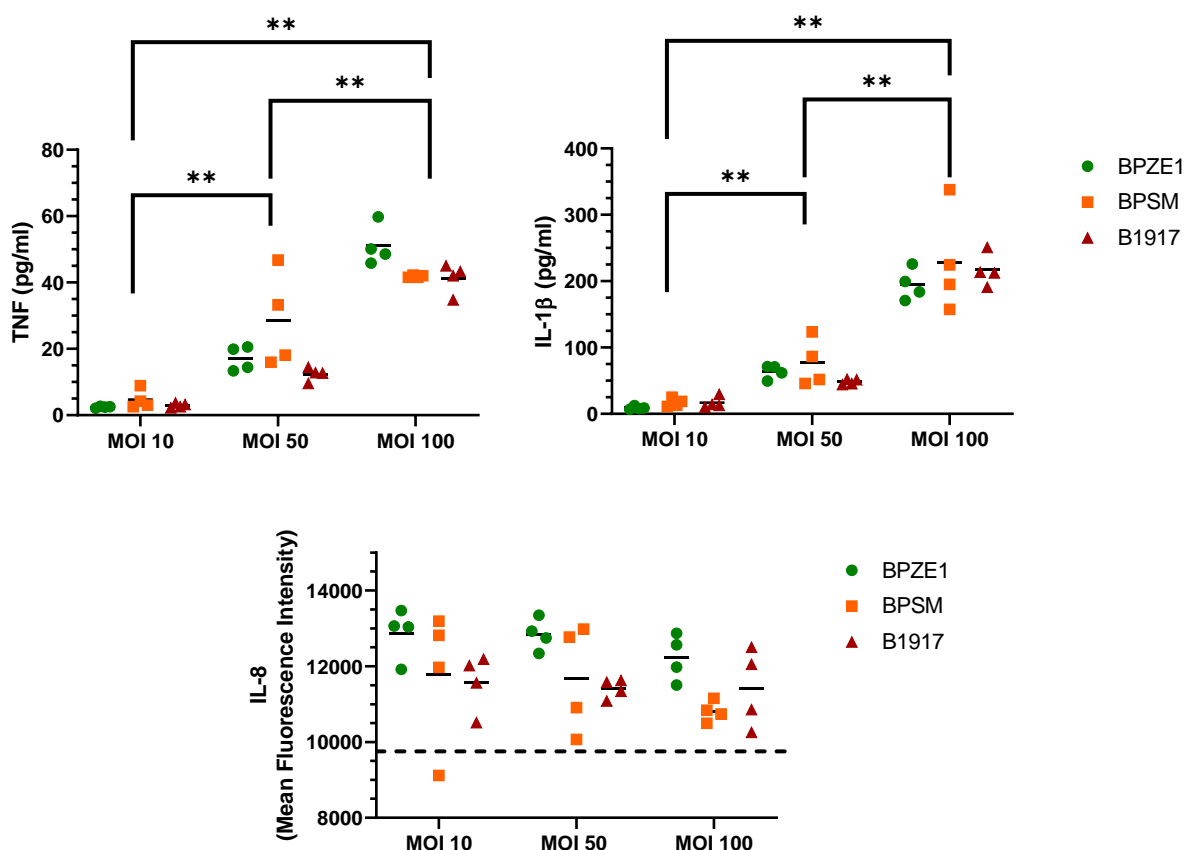 **
**
**
80
60
40
20
0
TNF (pg/ml)
MOI 10 MOI 50 MOI 100
**
**
**
400
300
200
100
0
IL-1β (pg/ml)
MOI 10 MOI 50 MOI 100
BPZE1
BPSM
B1917
IL-8
(Mean Fluorescence Intensity)
14000
12000
10000
8000
MOI 10 MOI 50 MOI 100
BPZE1
BPSM
B1917